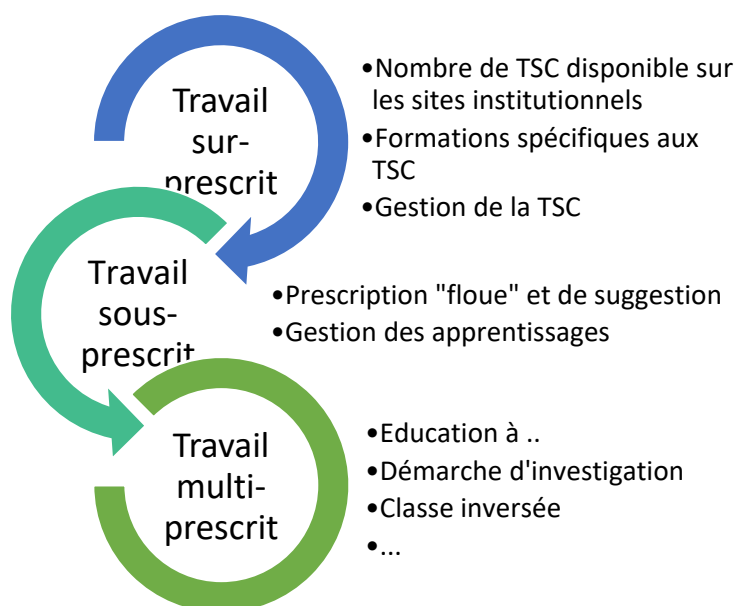 Travail
sur-
prescrit
•Nombre de TSC disponible sur
les sites institutionnels
•Formations spécifiques aux
TSC
•Gestion de la TSC
Travail
sous-
prescrit
•Prescription "floue" et de suggestion
•Gestion des apprentissages
Travail
multi-
prescrit
•Education à ..
•Démarche d'investigation
•Classe inversée
•...